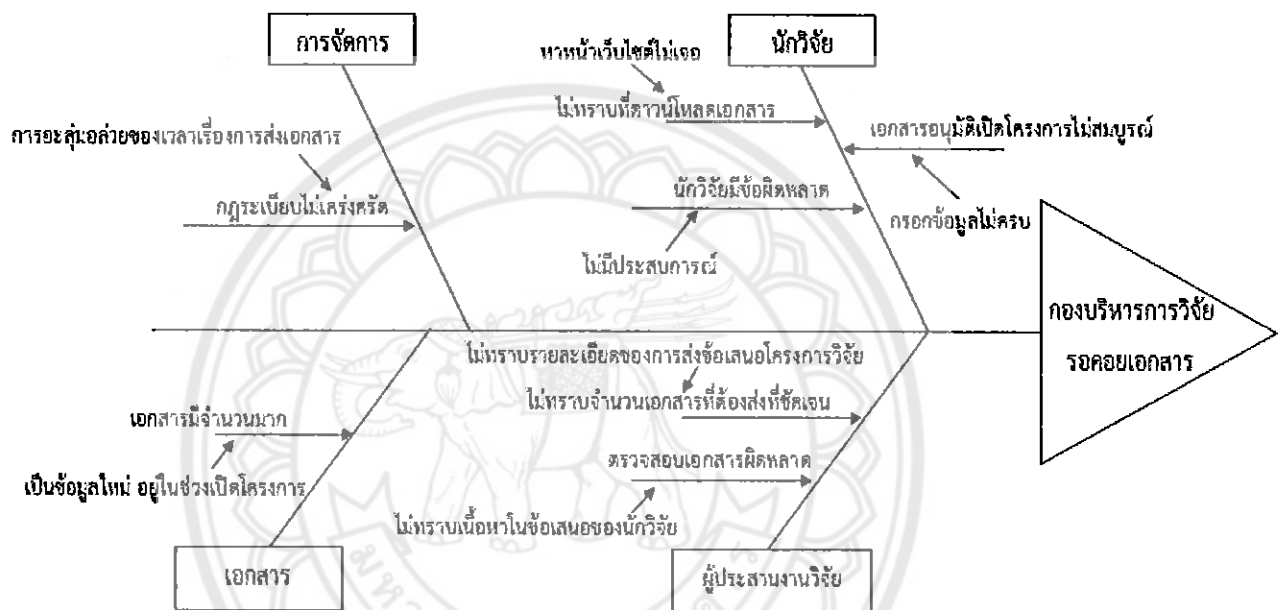 การจัดการ
นักวิจัย
หาหน้าเว็บไซต์ไม่เจอ
ไม่ทราบที่ดาวน์โหลดเอกสาร
การอะลุ่มอล่วยของเวลาเรื่องการส่งเอกสาร
เอกสารอนุมัติเปิดโครงการไม่สมบูรณ์
กฎระเบียบไม่เคร่งครัด
นักวิจัยมีข้อผิดพลาด
กรอกข้อมูลไม่ครบ
ไม่มีประสบการณ์
กองบริหารการวิจัย
รอคอยเอกสาร
ไม่ทราบรายละเอียดของการส่งข้อเสนอโครงการวิจัย
ไม่ทราบจำนวนเอกสารที่ต้องส่งที่ชัดเจน
เอกสารมีจำนวนมาก
ตรวจสอบเอกสารผิดพลาด
เป็นข้อมูลใหม่ อยู่ในช่วงเปิดโครงการ
ไม่ทราบเนื้อหาในข้อเสนอของนักวิจัย
เอกสาร
ผู้ประสานงานวิจัย